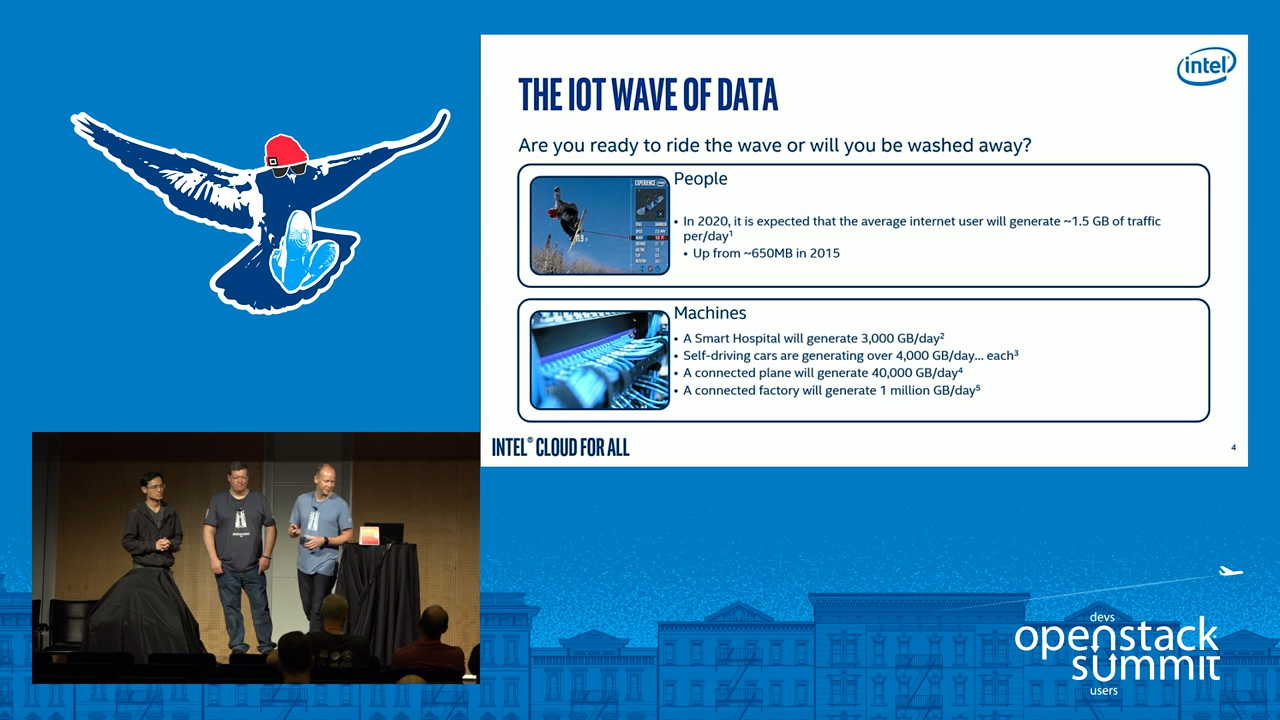 intel
THE IOT WAVE OF DATA
Are you ready to ride the wave or will you be washed away?
People
EXPERIENCE
• In 2020, it is expected that the average internet user will generate ~1.5 GB of traffic
per/day¹
• Up from ~650MB in 2015
Machines
• A Smart Hospital will generate 3,000 GB/day²
• Self-driving cars are generating over 4,000 GB/day... each³
• A connected plane will generate 40,000 GB/day⁴
• A connected factory will generate 1 million GB/day⁵
INTEL® CLOUD FOR ALL
4
devs
openstack
summit
users